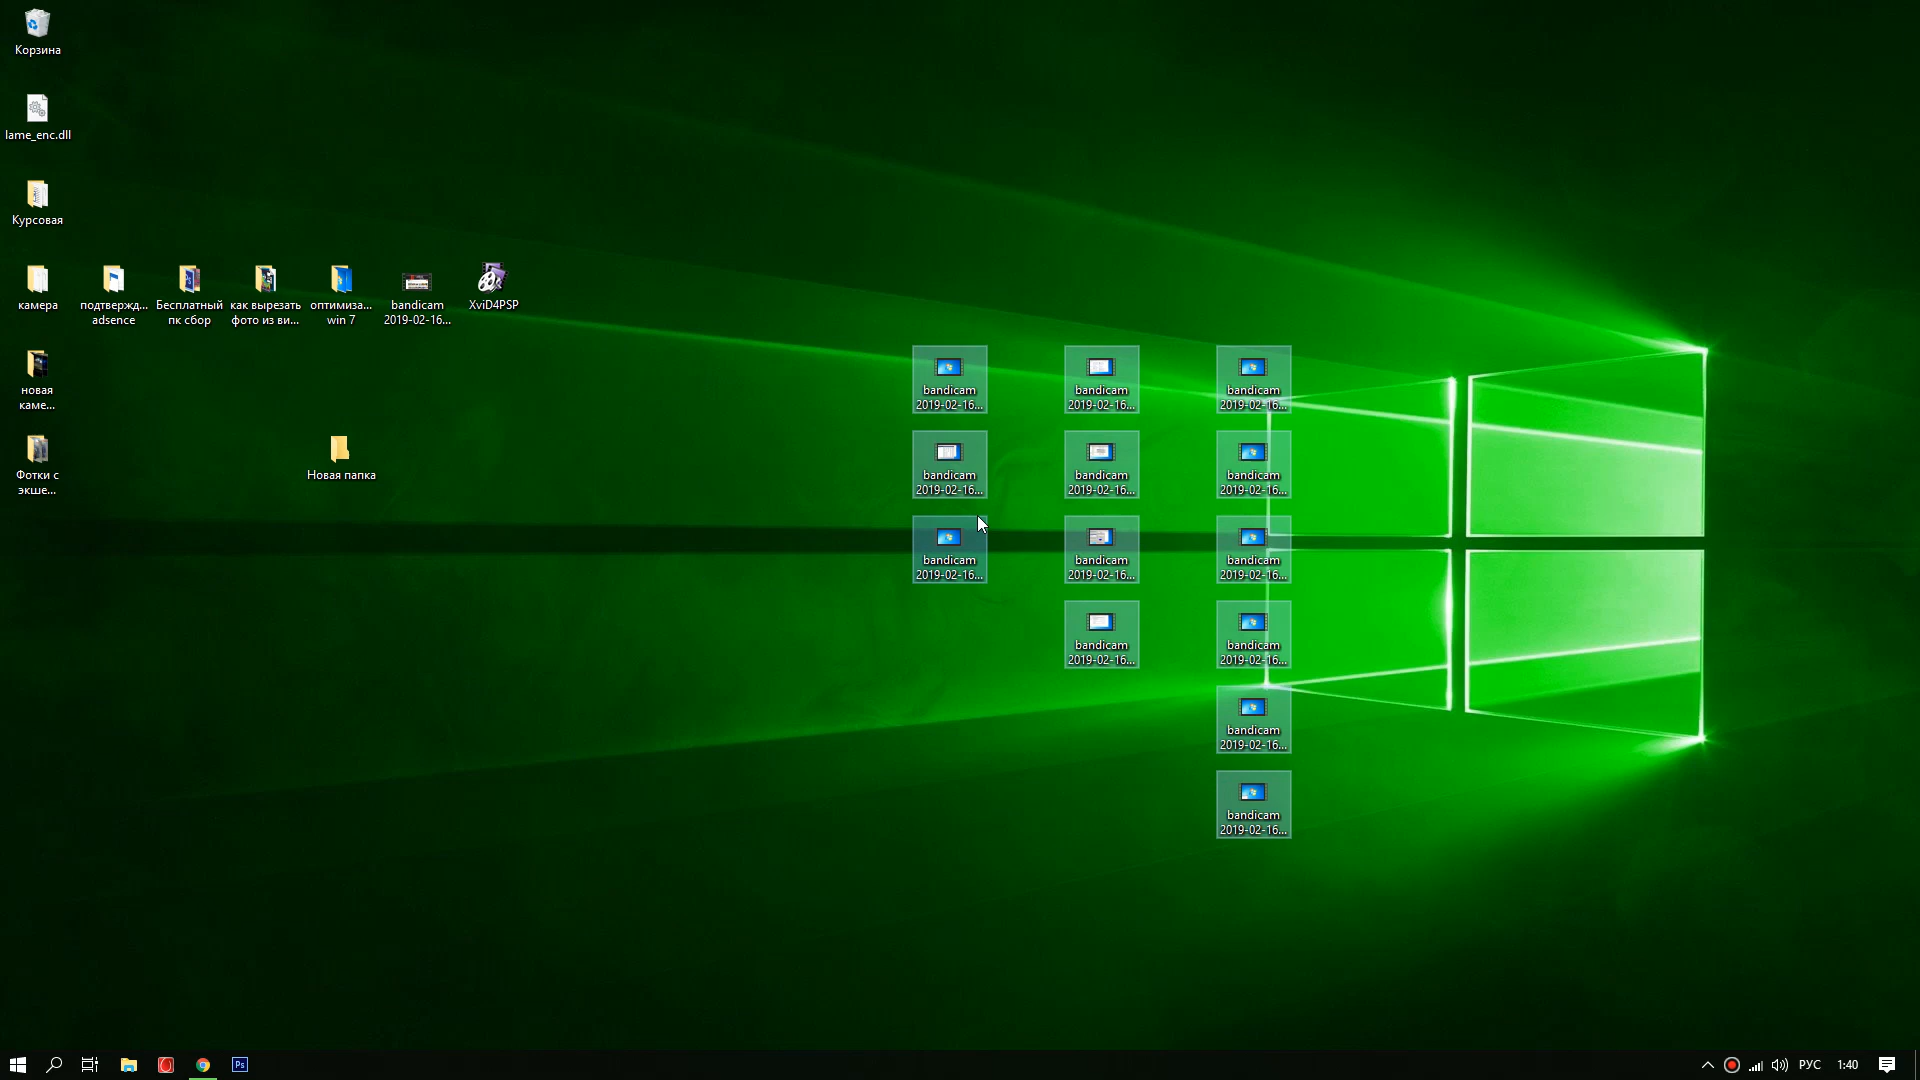 Корзина
lame_enc.dll
Курсовая
камера
подтвержд...
adsence
Бесплатный
пк сбор
как вырезать
фото из ви...
оптимиза...
win 7
bandicam
2019-02-16...
XviD4PSP
новая
каме...
Фотки с
экше...
Новая папка
bandicam
2019-02-16...
bandicam
2019-02-16...
bandicam
2019-02-16...
bandicam
2019-02-16...
bandicam
2019-02-16...
bandicam
2019-02-16...
bandicam
2019-02-16...
bandicam
2019-02-16...
bandicam
2019-02-16...
bandicam
2019-02-16...
bandicam
2019-02-16...
bandicam
2019-02-16...
bandicam
2019-02-16...
Ps
РУС
1:40